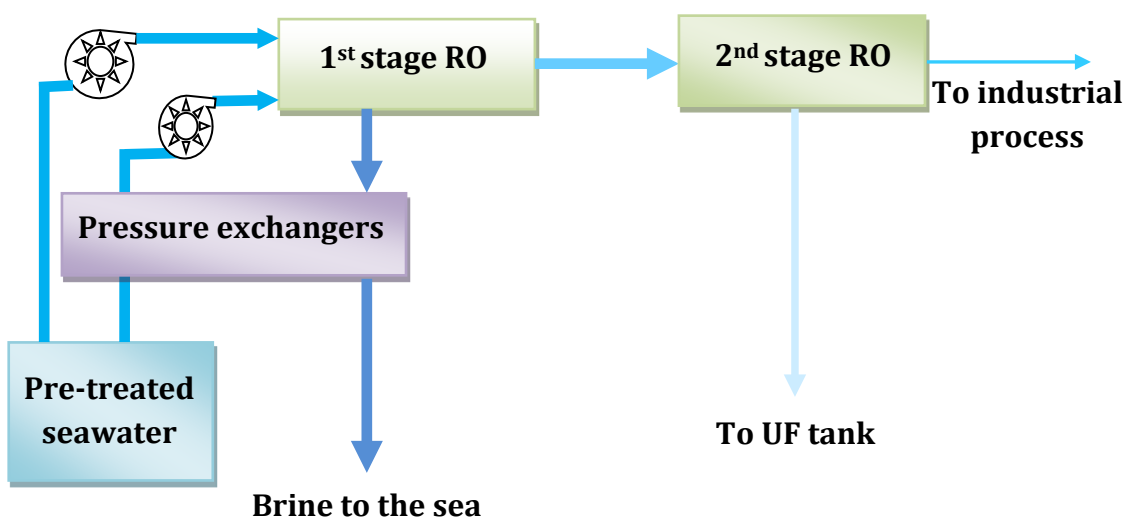 1st stage RO
2nd stage RO
To industrial
process
Pressure exchangers
Pre-treated
seawater
To UF tank
Brine to the sea